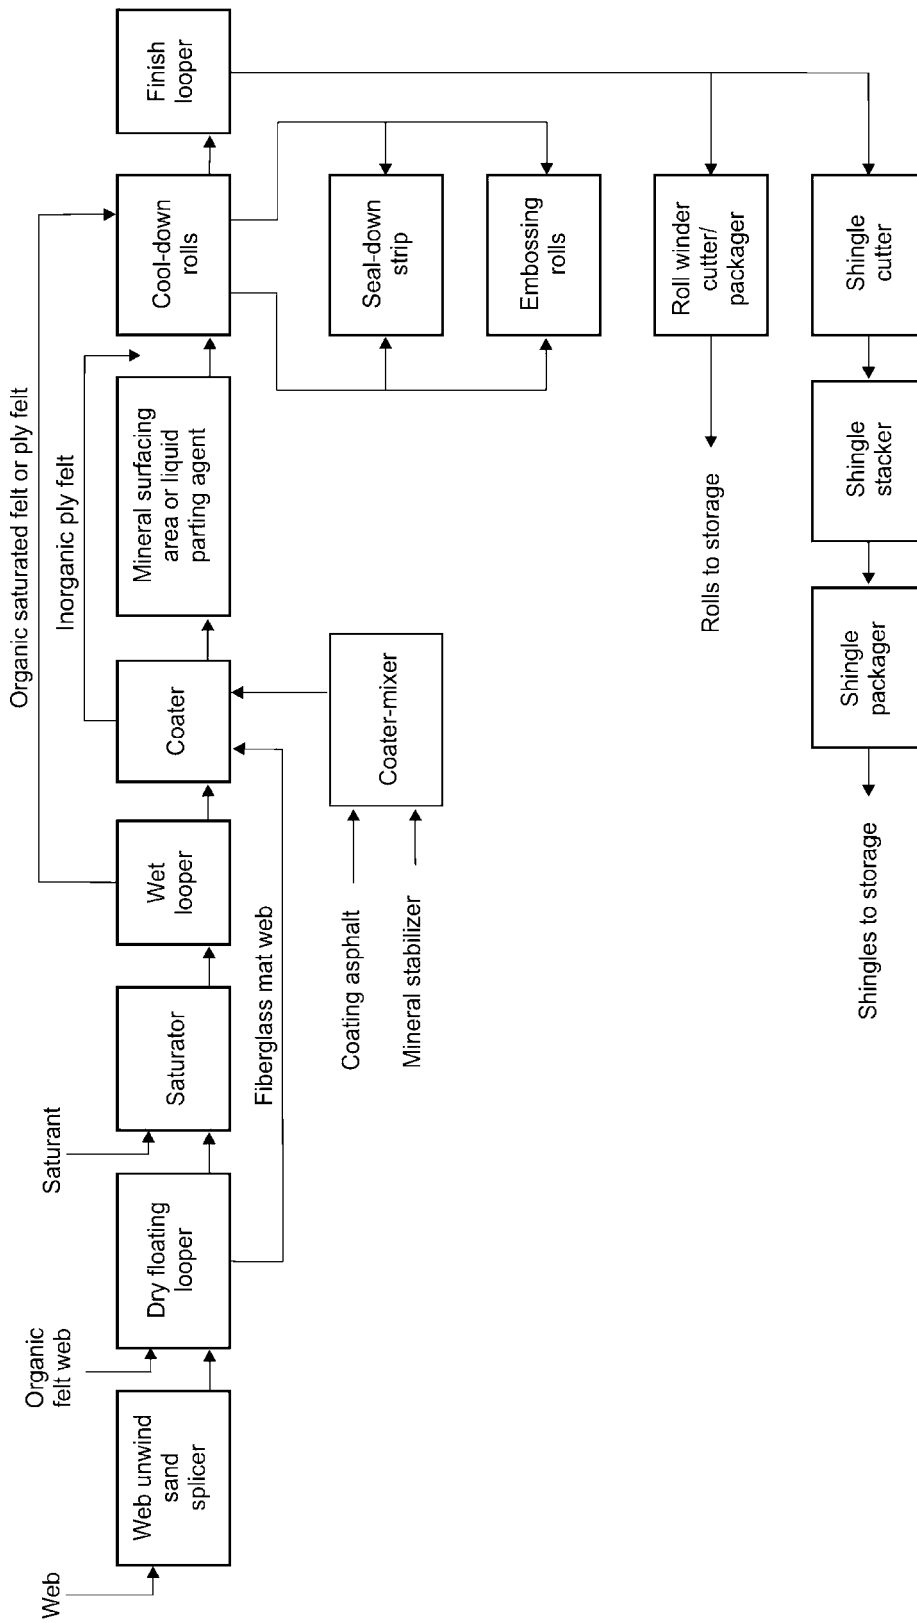 Organic saturated felt or ply felt
Inorganic ply felt
Organic
felt web
Saturant
Web
Web unwind
sand
splicer
Dry floating
looper
Saturator
Wet
looper
Coater
Mineral surfacing
area or liquid
parting agent
Cool-down
rolls
Finish
looper
Fiberglass mat web
Coating asphalt
Mineral stabilizer
Coater-mixer
Seal-down
strip
Embossing
rolls
Rolls to storage
Roll winder
cutter/
packager
Shingles to storage
Shingle
packager
Shingle
stacker
Shingle
cutter